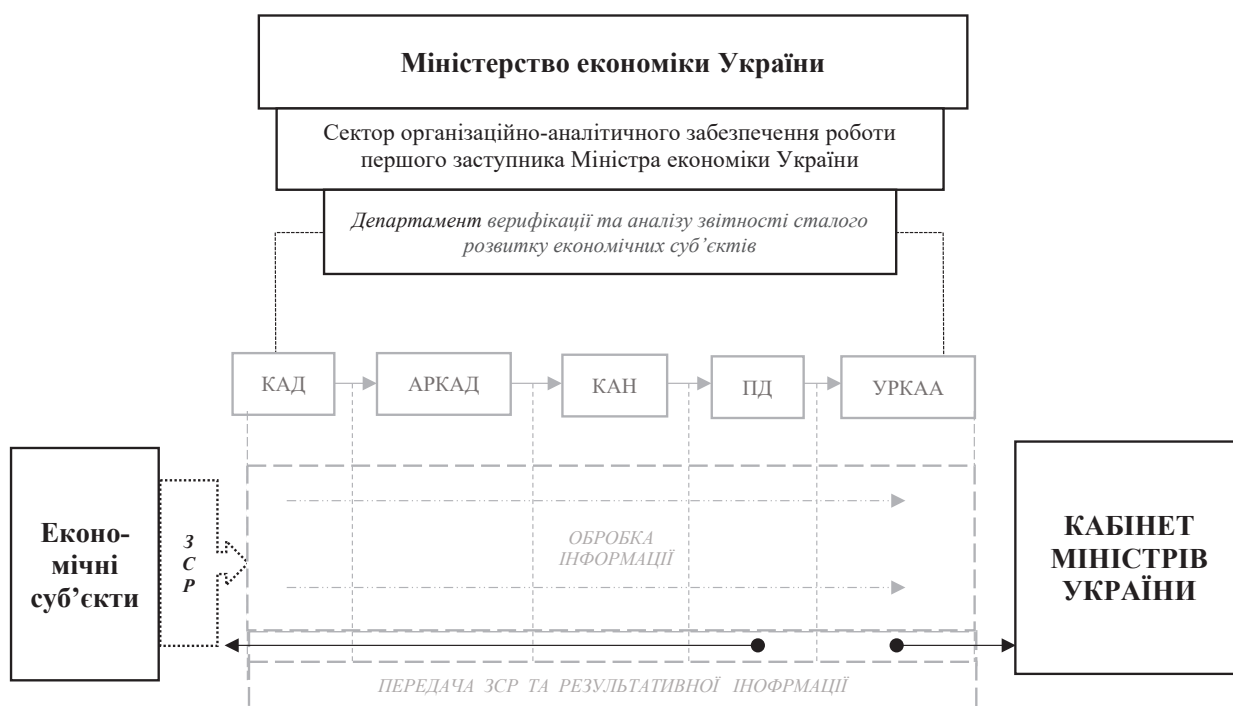 Міністерство економіки України
Сектор організаційно-аналітичного забезпечення роботи
першого заступника Міністра економіки України
Департамент верифікації та аналізу звітності сталого
розвитку економічних суб’єктів
КАД
АРКАД
КАН
ПД
УРКАА
Еконо-
мічні
суб’єкти
З
С
Р
ОБРОБКА
ІНФОРМАЦІЇ
КАБІНЕТ
МІНІСТРІВ
УКРАЇНИ
ПЕРЕДАЧА ЗСР ТА РЕЗУЛЬТАТИВНОЇ ІНОФРМАЦІЇ